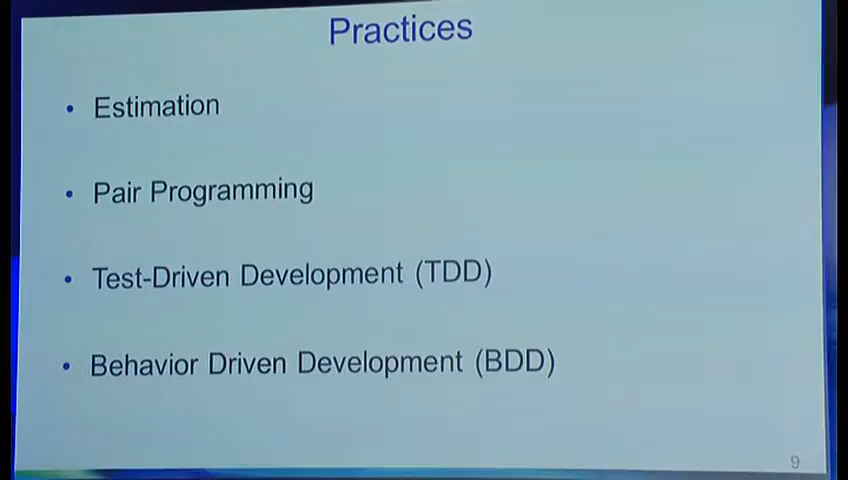 Practices
• Estimation
• Pair Programming
• Test-Driven Development (TDD)
• Behavior Driven Development (BDD)
9